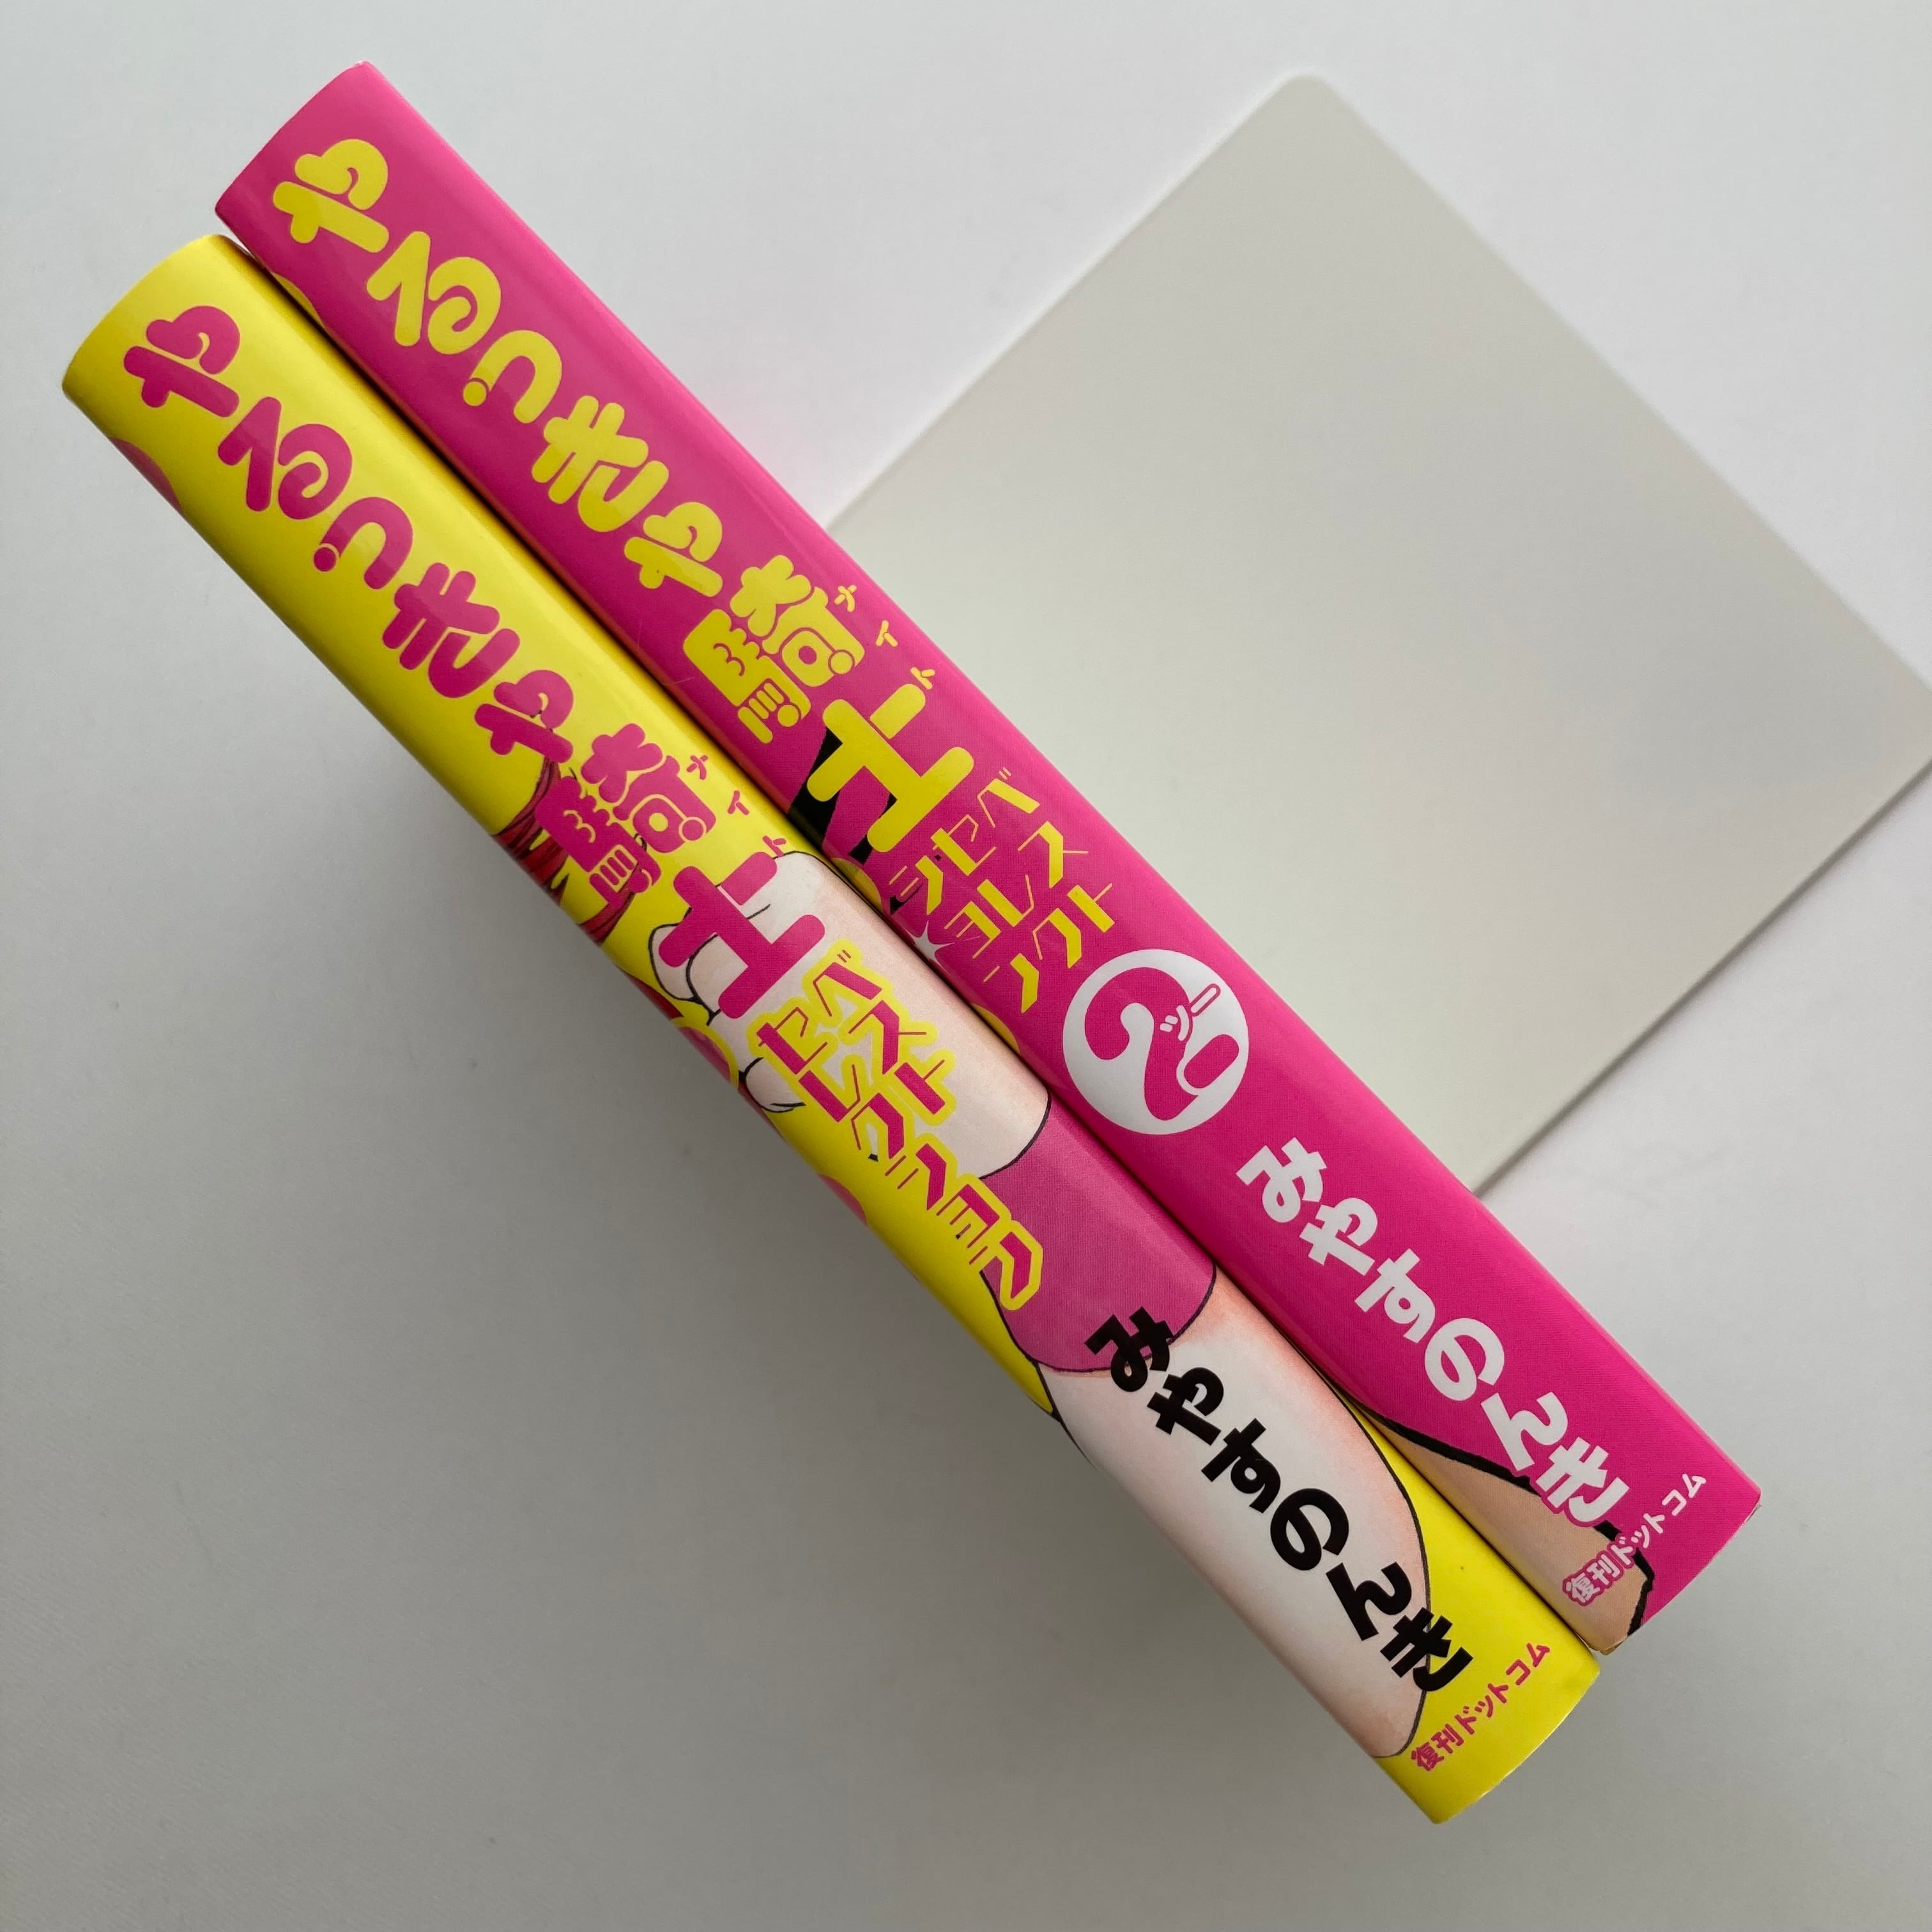 やるっきゃ騎士
ナイト
ベストセレクション
みやすのんき
復刊ドットコム
やるっきゃ騎士
ナイト
ベスト
セレクション
2
ツー
みやすのんき
復刊ドットコム